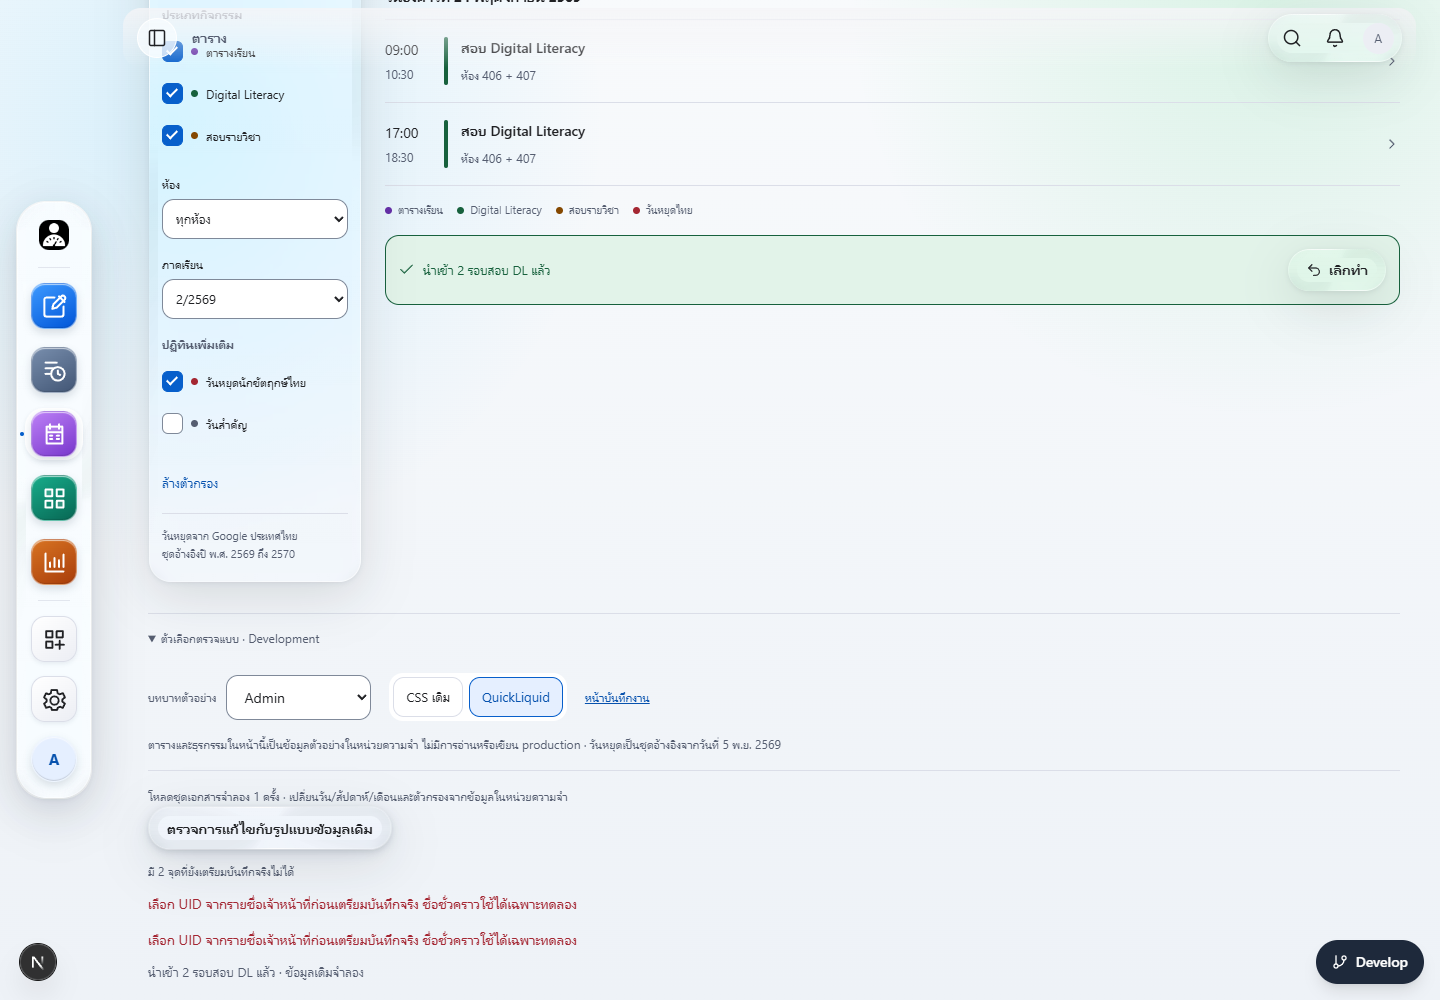 ประเภทกิจกรรม
ตาราง
ตารางเรียน
Digital Literacy
สอบรายวิชา
ห้อง
ทุกห้อง
ภาคเรียน
2/2569
ปฏิทินเพิ่มเติม
วันหยุดนักขัตฤกษ์ไทย
วันสำคัญ
ล้างตัวกรอง
วันหยุดจาก Google ประเทศไทย
ชุดอ้างอิงปี พ.ศ. 2569 ถึง 2570
A
09:00 สอบ Digital Literacy
10:30 ห้อง 406 + 407
17:00 สอบ Digital Literacy
18:30 ห้อง 406 + 407
ตารางเรียน Digital Literacy สอบรายวิชา วันหยุดไทย
นำเข้า 2 รอบสอบ DL แล้ว เลิกทำ
A
ตัวเลือกตรวจแบบ · Development
บทบาทตัวอย่าง Admin CSS เดิม QuickLiquid หน้าบันทึกงาน
ตารางและธุรกรรมในหน้านี้เป็นข้อมูลตัวอย่างในหน่วยความจำ ไม่มีการอ่านหรือเขียน production · วันหยุดเป็นชุดอ้างอิงจากวันที่ 5 พ.ย. 2569
โหลดชุดเอกสารจำลอง 1 ครั้ง · เปลี่ยนวัน/สัปดาห์/เดือนและตัวกรองจากข้อมูลในหน่วยความจำ
ตรวจการแก้ไขกับรูปแบบข้อมูลเดิม
มี 2 จุดที่ยังเตรียมบันทึกจริงไม่ได้
เลือก UID จากรายชื่อเจ้าหน้าที่ก่อนเตรียมบันทึกจริง ชื่อชั่วคราวใช้ได้เฉพาะทดลอง
เลือก UID จากรายชื่อเจ้าหน้าที่ก่อนเตรียมบันทึกจริง ชื่อชั่วคราวใช้ได้เฉพาะทดลอง
นำเข้า 2 รอบสอบ DL แล้ว · ข้อมูลเดิมจำลอง
N
Develop